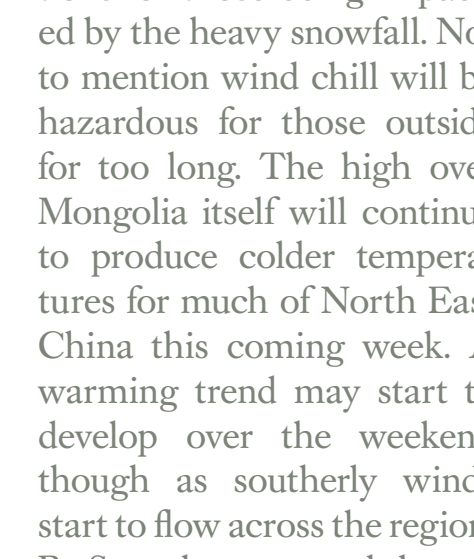 ed by the heavy snowfall. No
to mention wind chill will b
hazardous for those outsid
for too long. The high ove
Mongolia itself will continu
to produce colder tempera
tures for much of North Eas
China this coming week. A
warming trend may start t
develop over the weeken
though as southerly wind
start to flow across the region